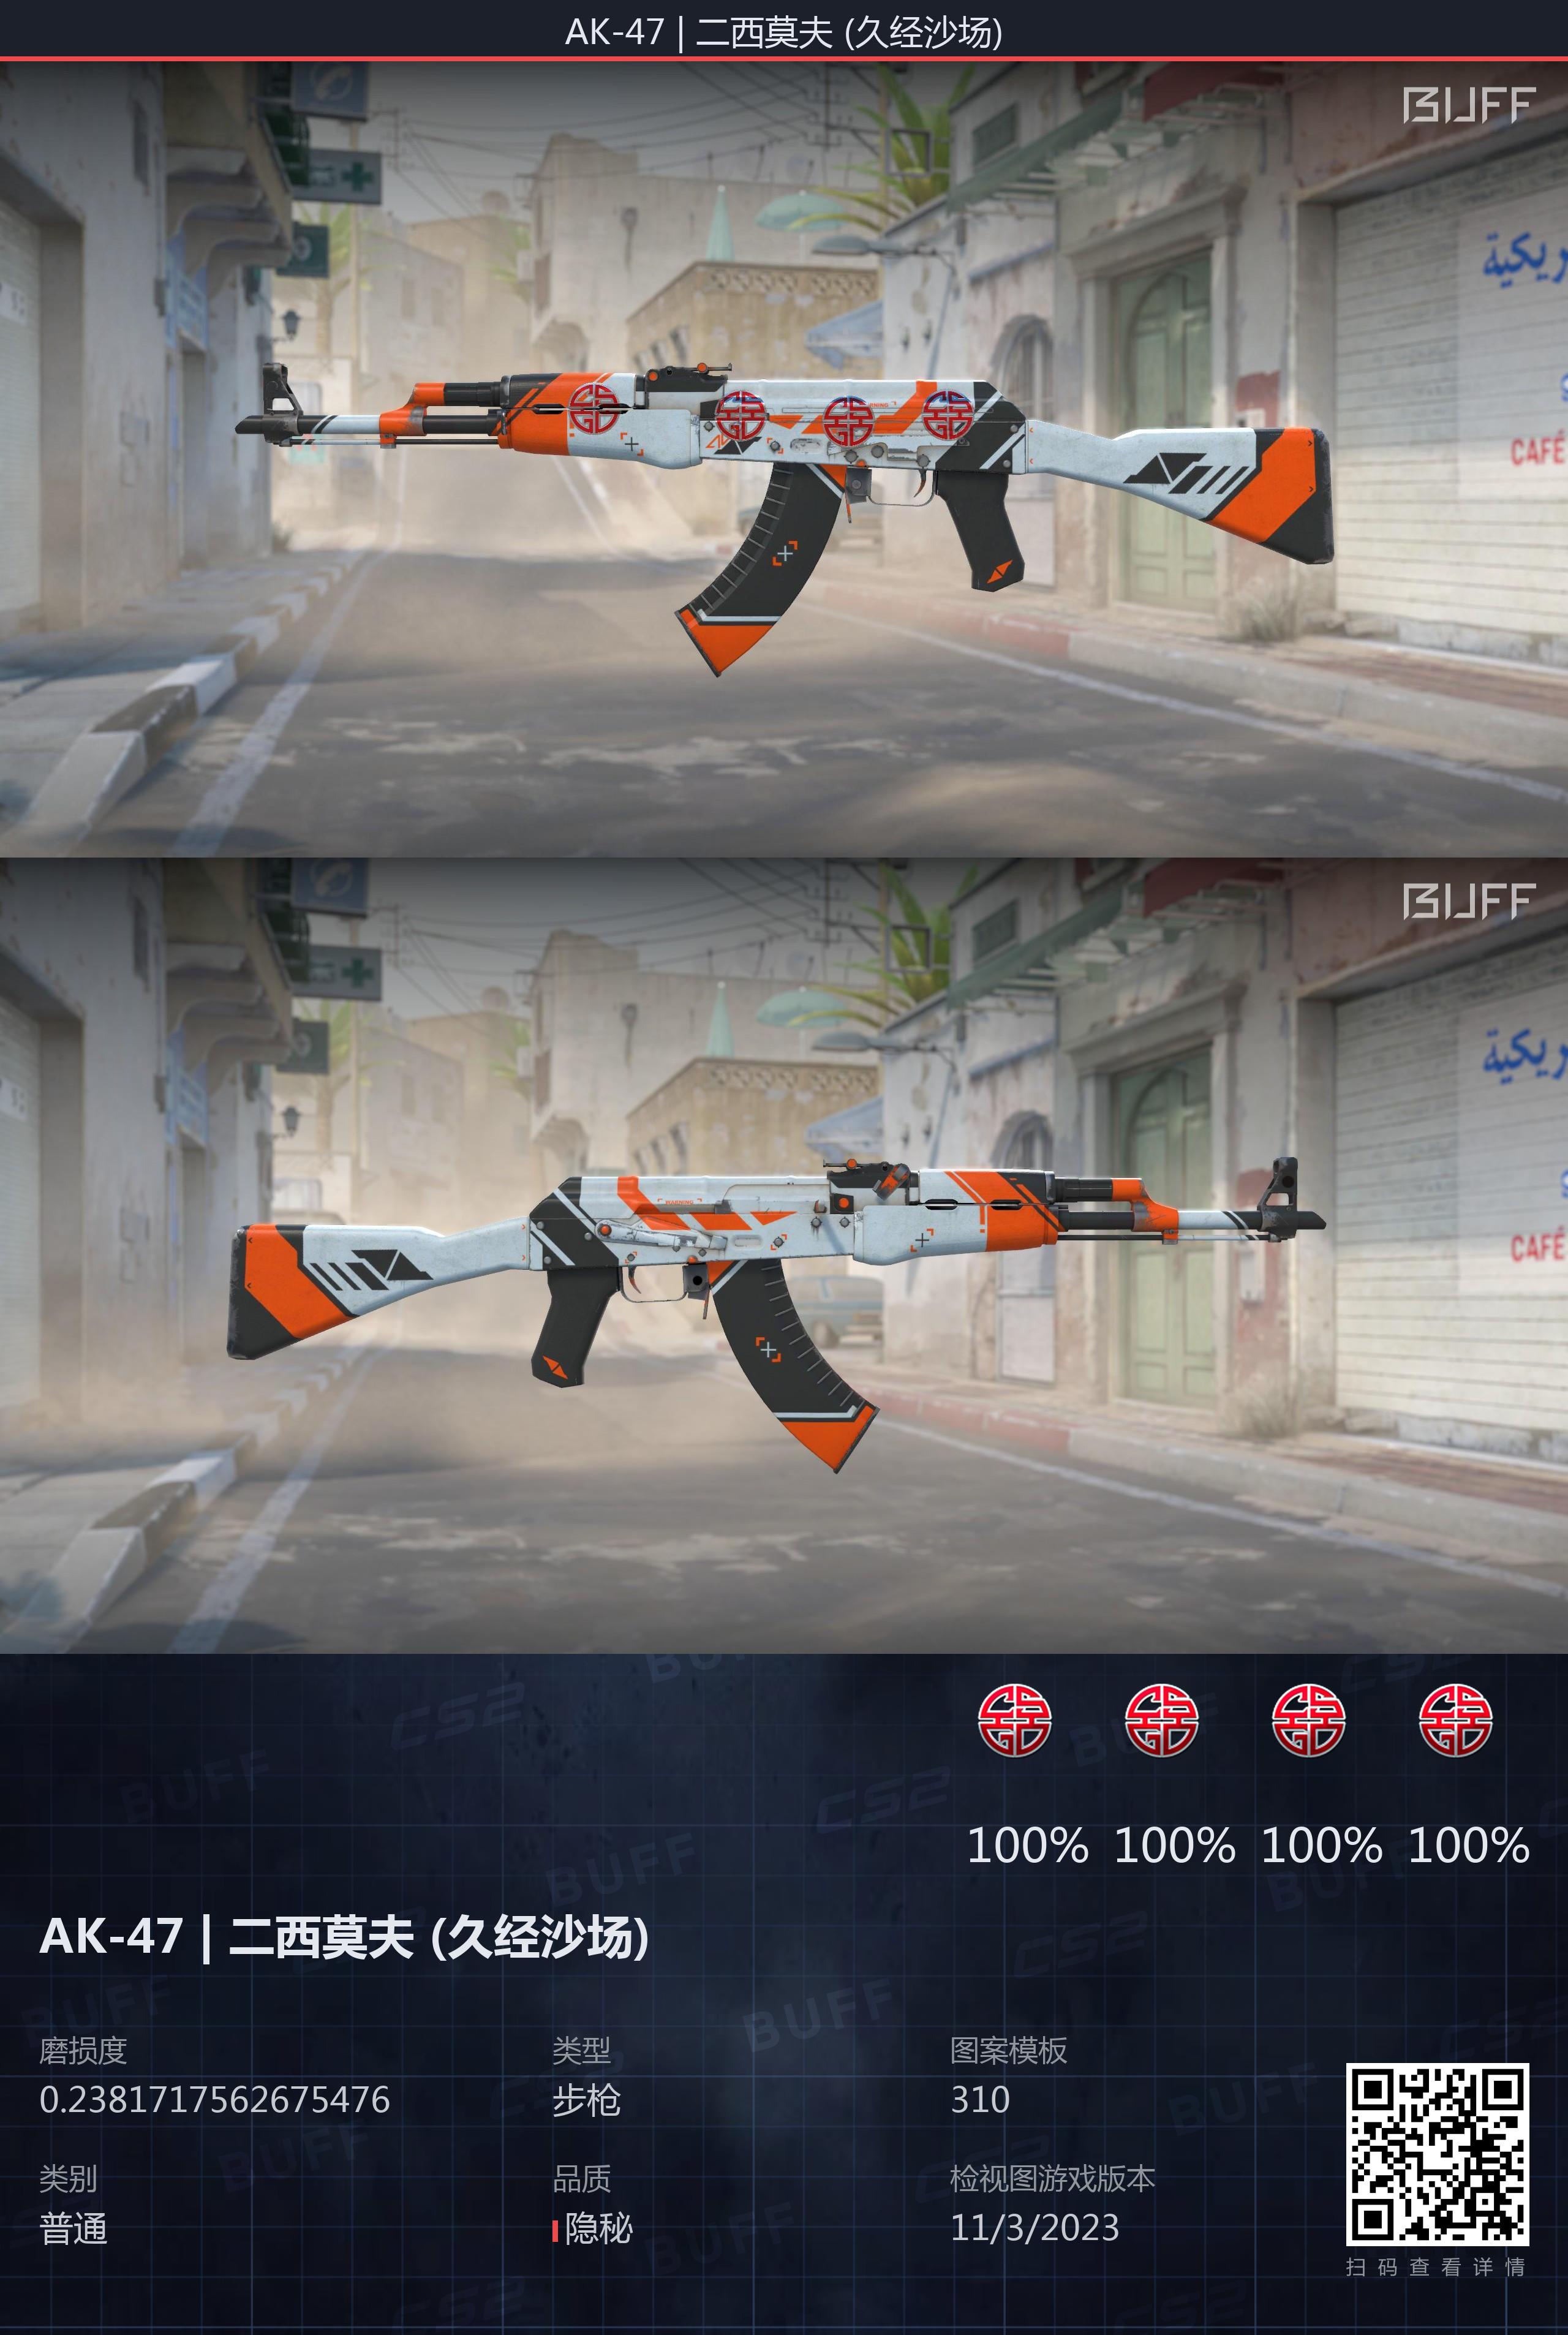 AK-47 | 二西莫夫 (久经沙场)
BUFF
CAFÉ
BUFF
CAFÉ
100% 100% 100% 100%
AK-47 | 二西莫夫 (久经沙场)
磨损度 类型 图案模板
0.2381717562675476 步枪 310
类别 品质 检视图游戏版本
普通 隐秘 11/3/2023
扫码查看详情